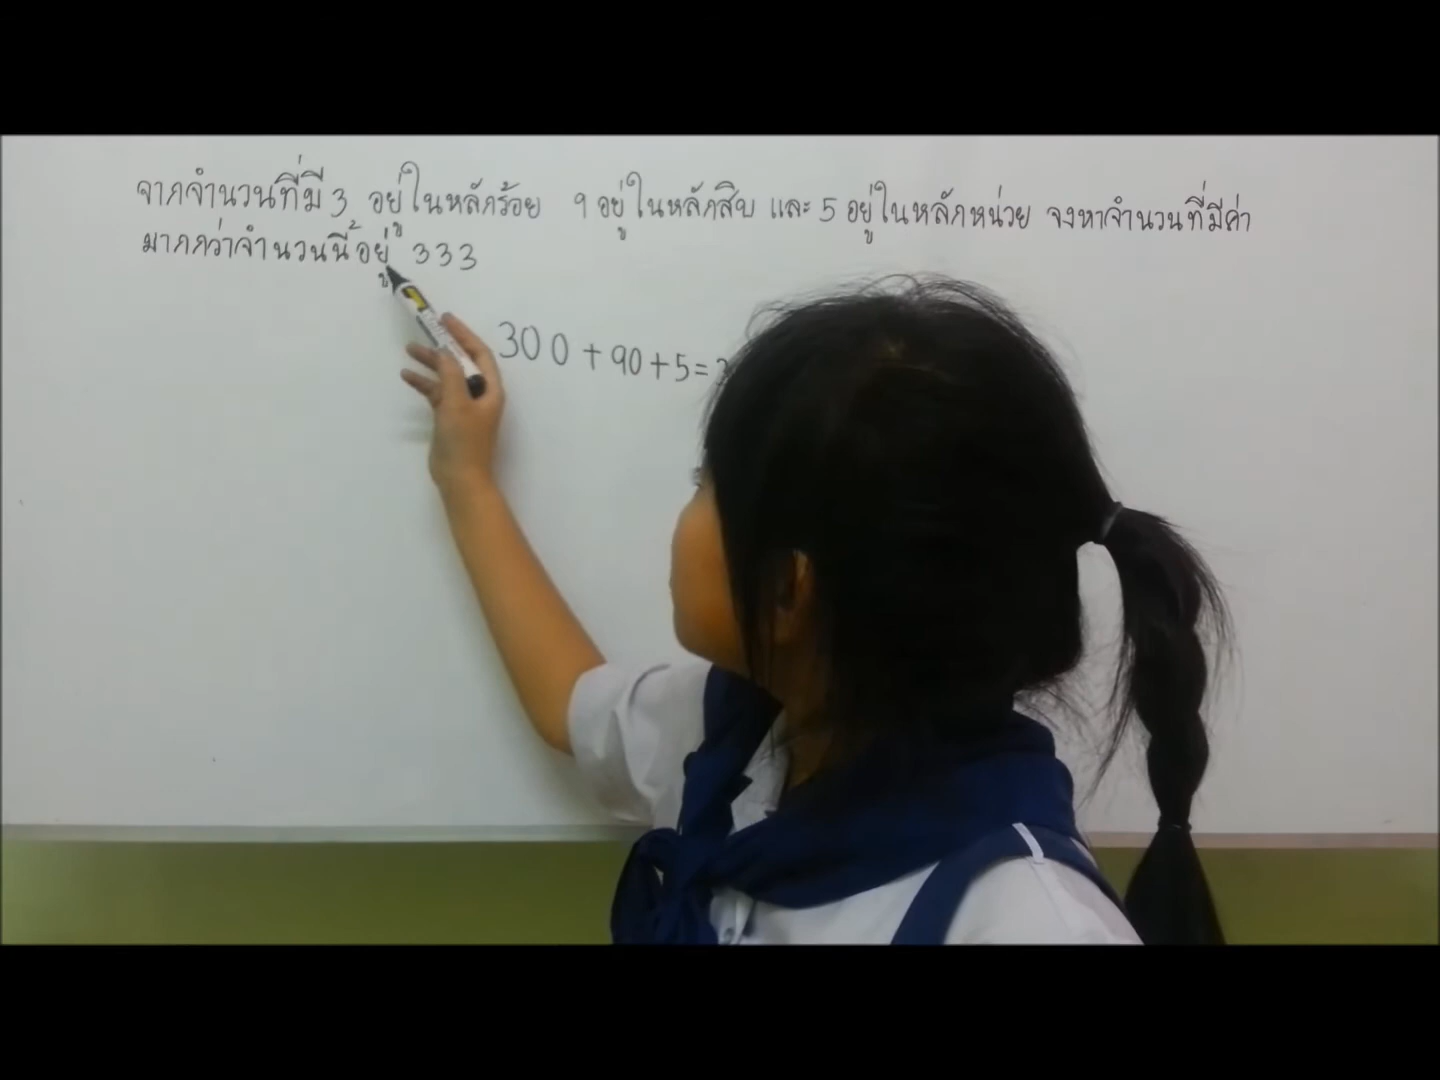 จากจำนวนที่มี 3 อยู่ในหลักร้อย 9 อยู่ในหลักสิบ และ 5 อยู่ในหลักหน่วย จงหาจำนวนที่มีค่า
มากกว่าจำนวนนี้อยู่ 333
300 + 90 + 5 =